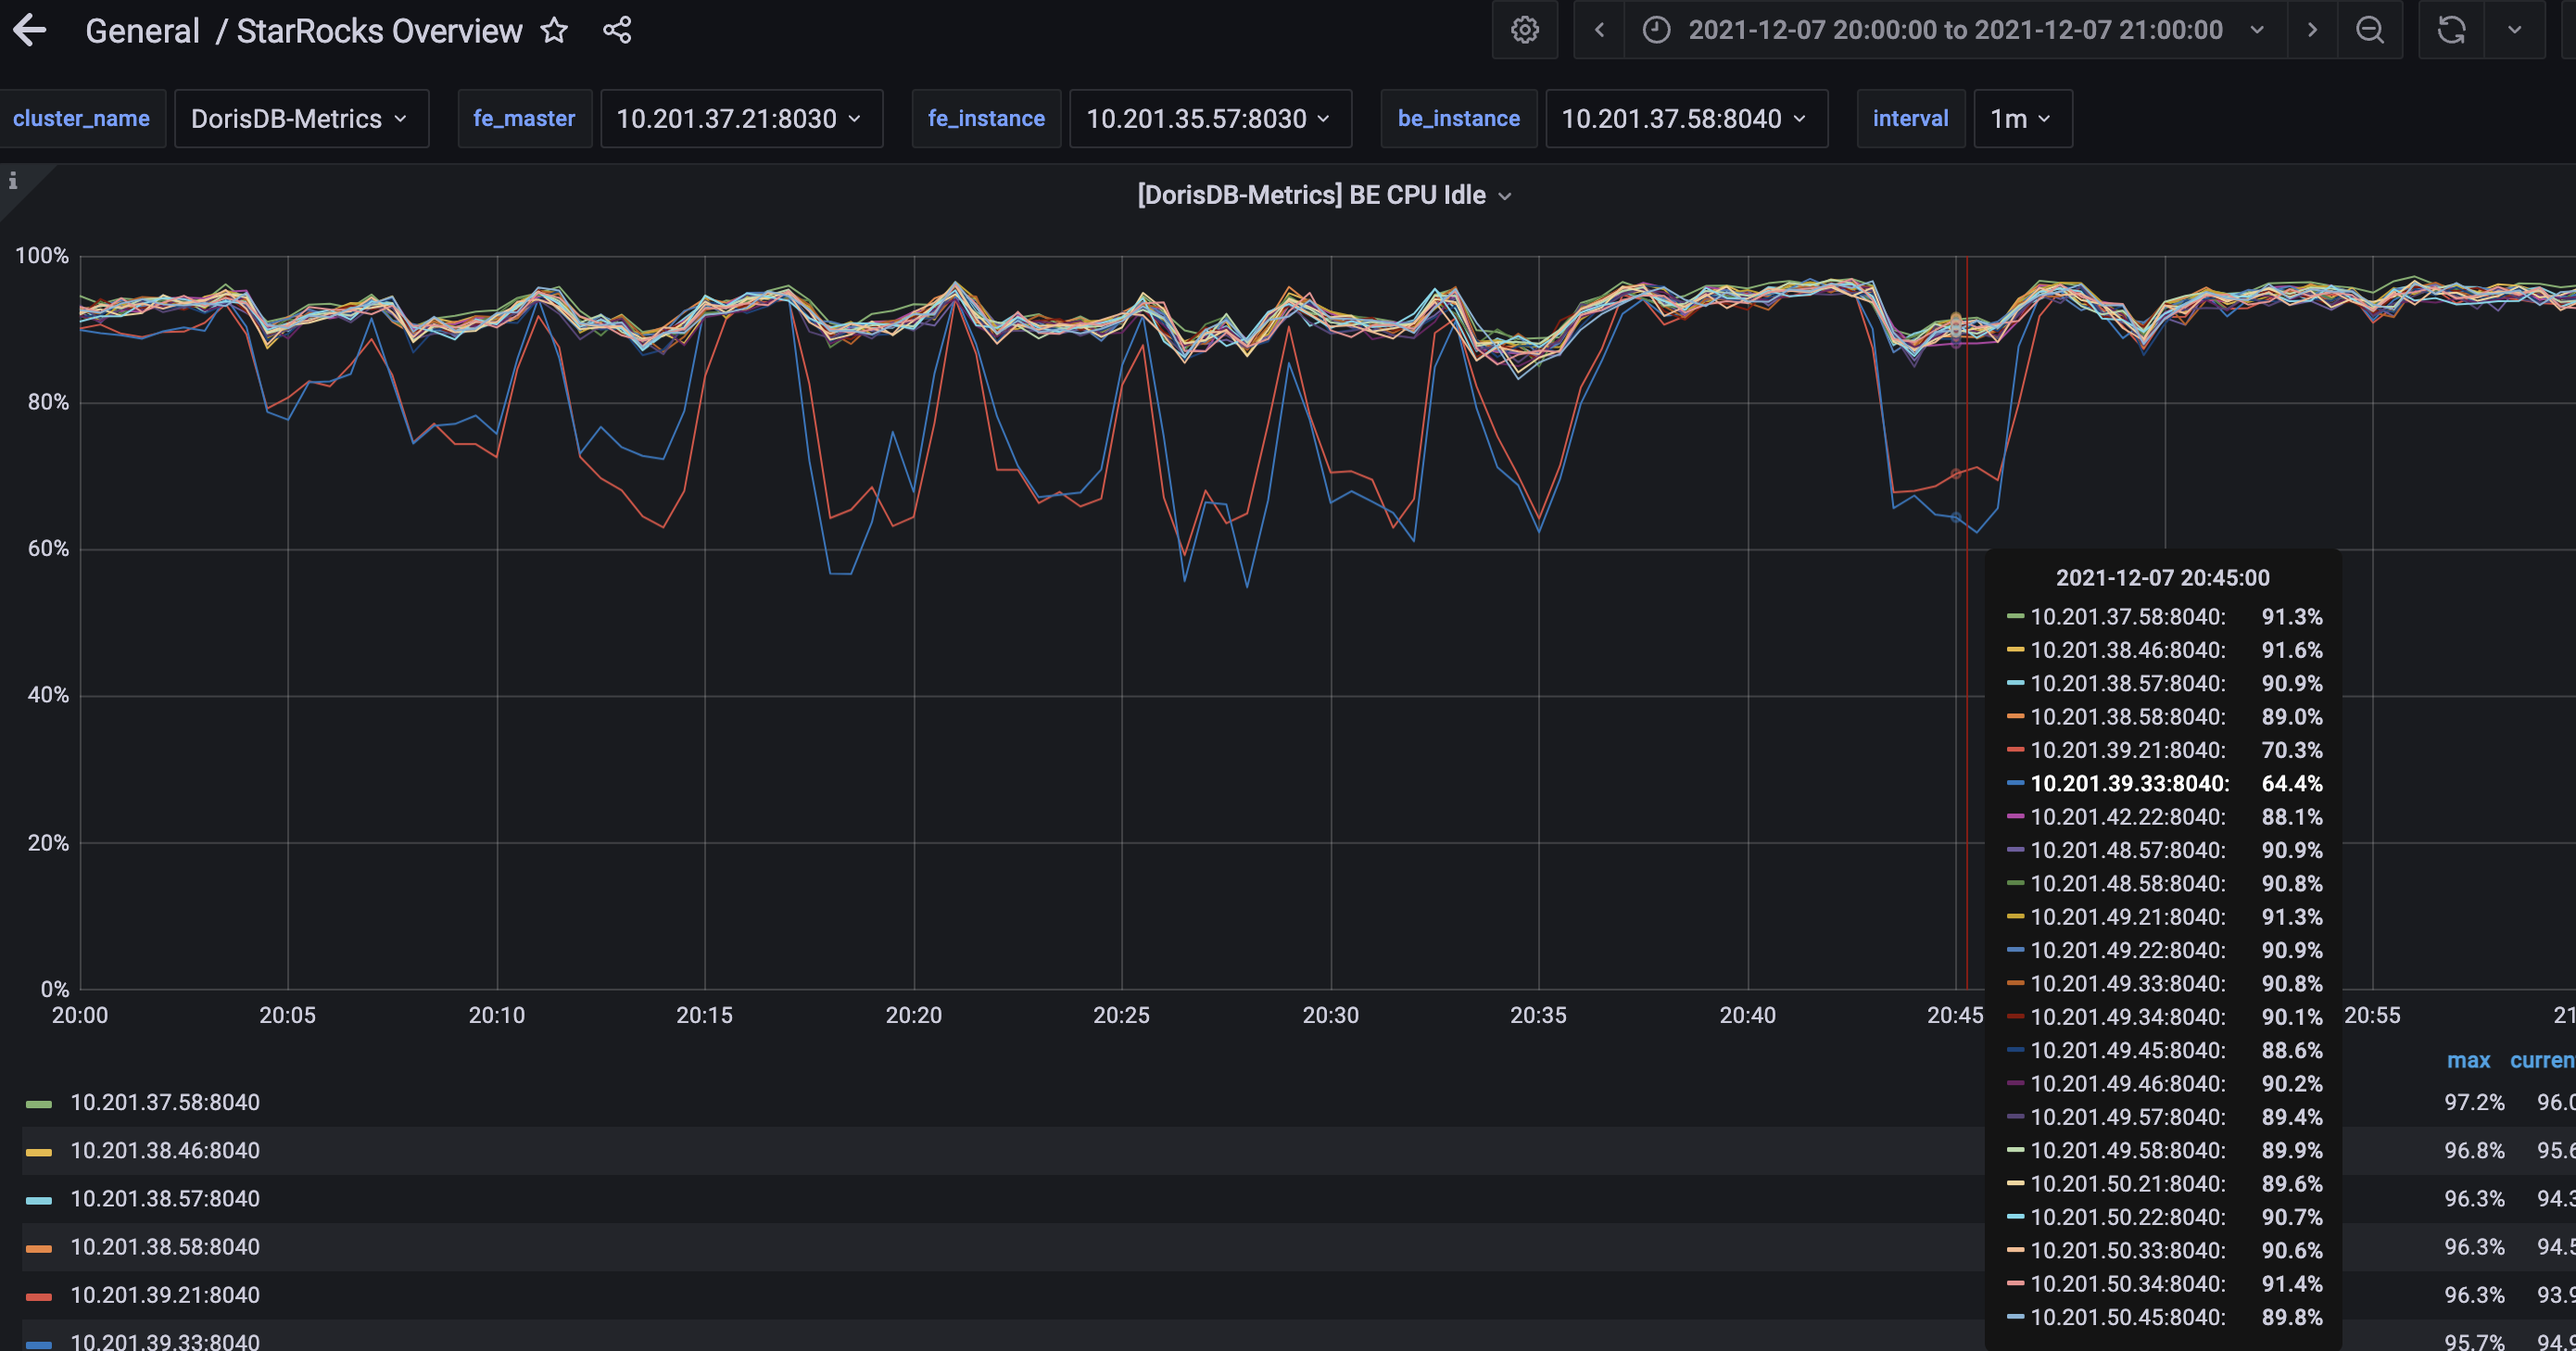 General / StarRocks Overview
2021-12-07 20:00:00 to 2021-12-07 21:00:00
cluster_name DorisDB-Metrics fe_master 10.201.37.21:8030 fe_instance 10.201.35.57:8030 be_instance 10.201.37.58:8040 interval 1m
[DorisDB-Metrics] BE CPU Idle
100%
80%
60%
40%
20%
0%
20:00 20:05 20:10 20:15 20:20 20:25 20:30 20:35 20:40 20:45 20:55 21
2021-12-07 20:45:00
10.201.37.58:8040: 91.3%
10.201.38.46:8040: 91.6%
10.201.38.57:8040: 90.9%
10.201.38.58:8040: 89.0%
10.201.39.21:8040: 70.3%
10.201.39.33:8040: 64.4%
10.201.42.22:8040: 88.1%
10.201.48.57:8040: 90.9%
10.201.48.58:8040: 90.8%
10.201.49.21:8040: 91.3%
10.201.49.22:8040: 90.9%
10.201.49.33:8040: 90.8%
10.201.49.34:8040: 90.1%
10.201.49.45:8040: 88.6%
10.201.49.46:8040: 90.2%
10.201.49.57:8040: 89.4%
10.201.49.58:8040: 89.9%
10.201.50.21:8040: 89.6%
10.201.50.22:8040: 90.7%
10.201.50.33:8040: 90.6%
10.201.50.34:8040: 91.4%
10.201.50.45:8040: 89.8%
max curren
10.201.37.58:8040 97.2% 96.0
10.201.38.46:8040 96.8% 95.6
10.201.38.57:8040 96.3% 94.3
10.201.38.58:8040 96.3% 94.5
10.201.39.21:8040 96.3% 93.9
10.201.39.33:8040 95.7% 94.9